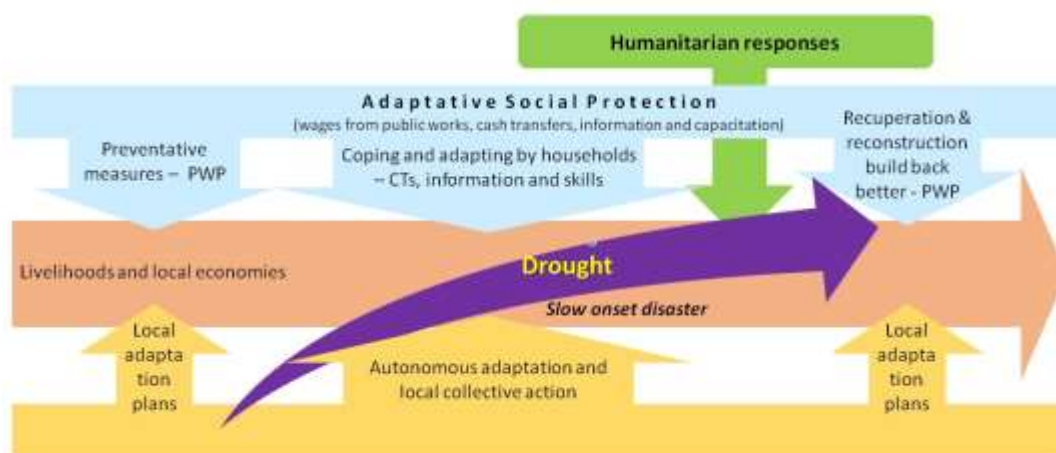 Humanitarian responses
Adaptative Social Protection
(wages from public works, cash transfers, information and capacitation)
Preventative
measures – PWP
Coping and adapting by households
– CTs, information and skills
Recuperation &
reconstruction
build back
better - PWP
Livelihoods and local economies
Drought
Slow onset disaster
Local
adapta
tion
plans
Autonomous adaptation and
local collective action
Local
adapta
tion
plans